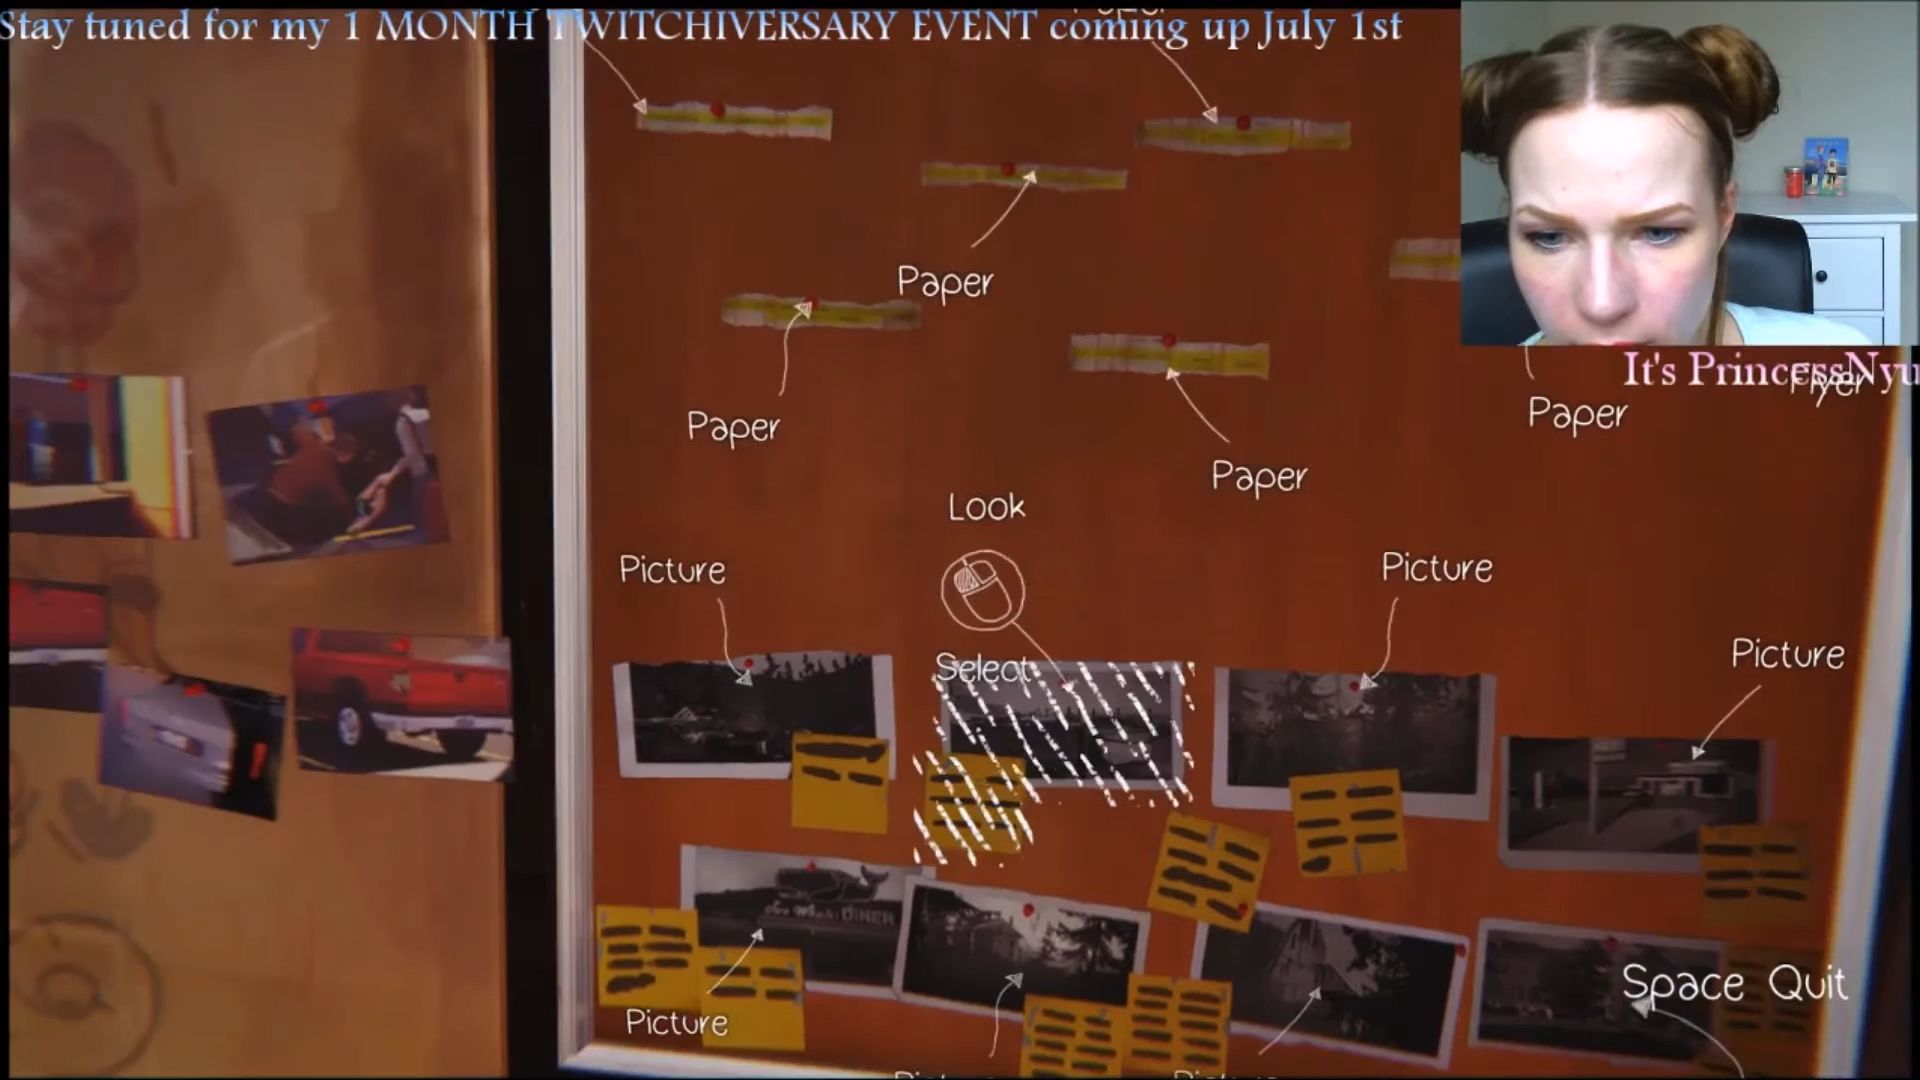 Stay tuned for my 1 MONTH TWITCHIVERSARY EVENT coming up July 1st
Paper
It's PrincessNyu
Flyer
Paper
Paper
Paper
Look
Picture
Picture
Select
Picture
DINER
Space Quit
Picture